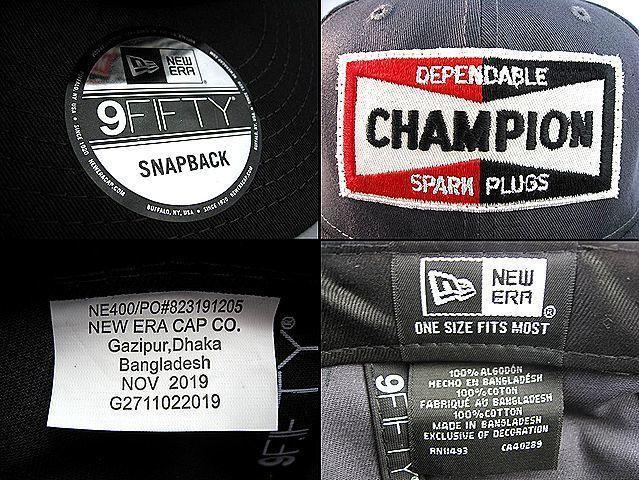 NEW ERA
9FIFTY
SNAPBACK
NEWERACAP.COM
BUFFALO, NY, USA • SINCE 1920
DEPENDABLE
CHAMPION
SPARK PLUGS
NE400/PO#823191205
NEW ERA CAP CO.
Gazipur,Dhaka
Bangladesh
NOV 2019
G2711022019
9FIFTY®
NEW ERA®
ONE SIZE FITS MOST
9FIFTY
100% ALGODÓN
HECHO EN BANGLADÉSH
100% COTON
FABRIQUÉ AU BANGLADESH
100% COTTON
MADE IN BANGLADESH
EXCLUSIVE OF DECORATION
RN11493 CA40289